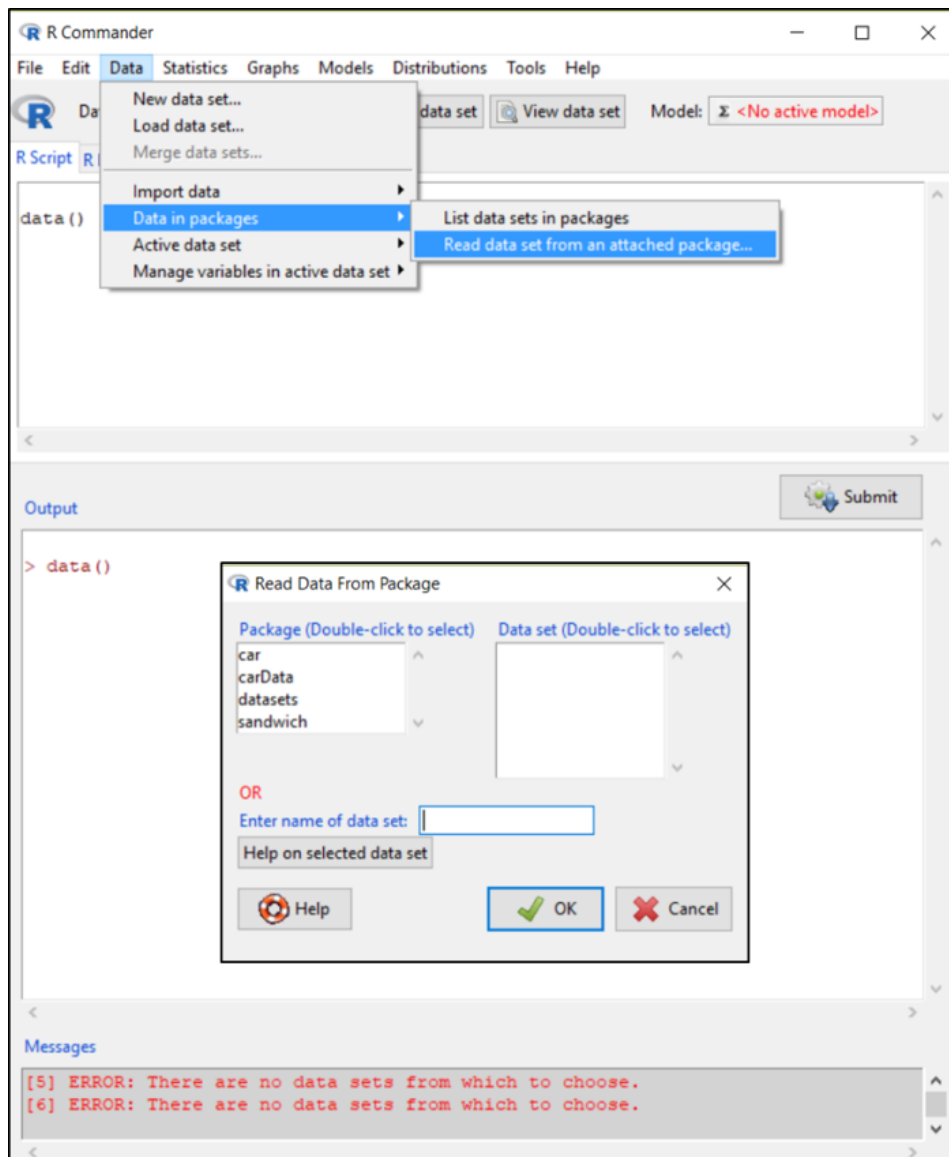 R Commander
File Edit Data Statistics Graphs Models Distributions Tools Help
R Da data set View data set Model: Σ <No active model>
New data set...
Load data set...
Merge data sets...
Import data
Data in packages
Active data set
Manage variables in active data set
List data sets in packages
Read data set from an attached package...
R Script R
data()
Submit
Output
> data()
Read Data From Package
Package (Double-click to select) Data set (Double-click to select)
car
carData
datasets
sandwich
OR
Enter name of data set:
Help on selected data set
Help OK Cancel
Messages
[5] ERROR: There are no data sets from which to choose.
[6] ERROR: There are no data sets from which to choose.